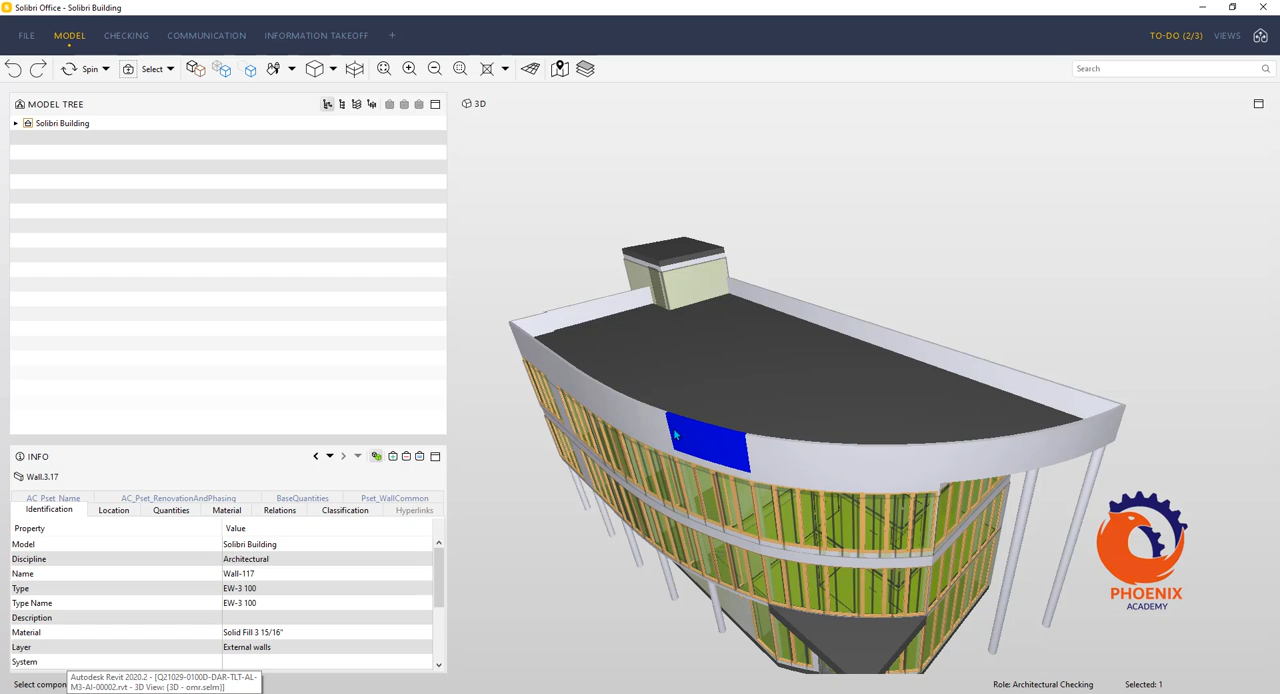 Solibri Office - Solibri Building
FILE MODEL CHECKING COMMUNICATION INFORMATION TAKEOFF + TO-DO (2/3) VIEWS
Spin Select Search
MODEL TREE 3D
Solibri Building
INFO
Wall.3.17
AC_Pset_Name AC_Pset_RenovationAndPhasing BaseQuantities Pset_WallCommon
Identification Location Quantities Material Relations Classification Hyperlinks
Property Value
Model Solibri Building
Discipline Architectural
Name Wall-117
Type EW-3 100
Type Name EW-3 100
Description
Material Solid Fill 3 15/16"
Layer External walls
System
PHOENIX
ACADEMY
Autodesk Revit 2020.2 - [Q21029-0100D-DAR-TLT-AL-
M3-AI-00002.rvt - 3D View: {3D - omr.selm}]
Select compon Role: Architectural Checking Selected: 1